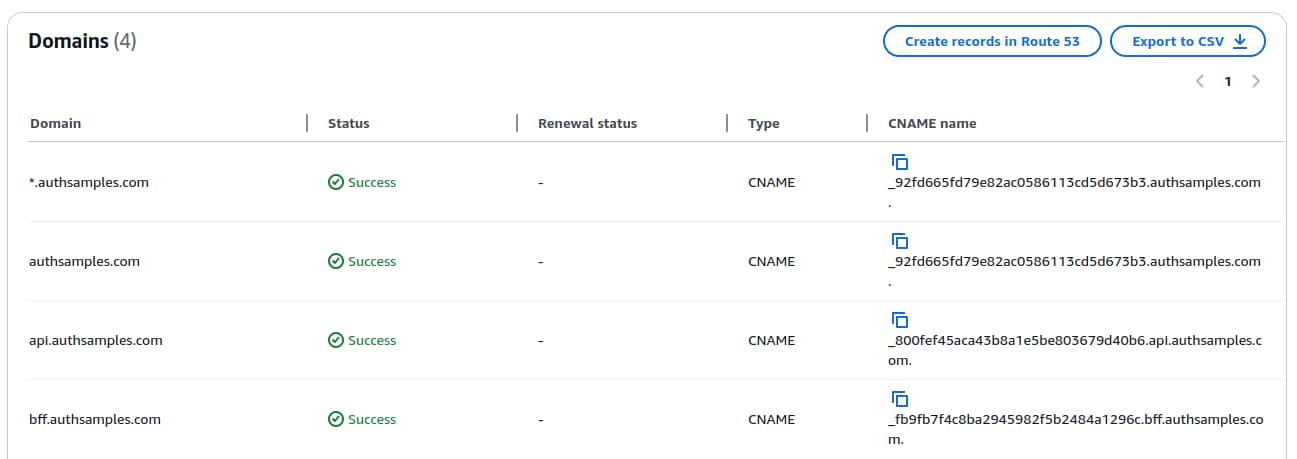 Domains (4)
Create records in Route 53
Export to CSV
1
Domain Status Renewal status Type CNAME name
*.authsamples.com Success - CNAME _92fd665fd79e82ac0586113cd5d673b3.authsamples.com
.
authsamples.com Success - CNAME _92fd665fd79e82ac0586113cd5d673b3.authsamples.com
.
api.authsamples.com Success - CNAME _800fef45aca43b8a1e5be803679d40b6.api.authsamples.c
om.
bff.authsamples.com Success - CNAME _fb9fb7f4c8ba2945982f5b2484a1296c.bff.authsamples.co
m.